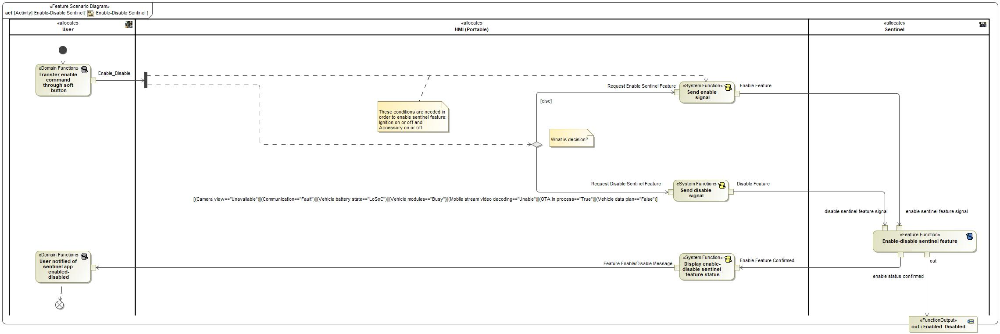 «Feature Scenario Diagram»
act [Activity] Enable-Disable Sentinel[ Enable-Disable Sentinel ]
«allocate»
User
«allocate»
HMI (Portable)
«allocate»
Sentinel
«Domain Function»
Transfer enable
command
through soft
button
Enable_Disable
These conditions are needed in
order to enable sentinel feature:
Ignition on or off and
Accessory on or off
Request Enable Sentinel Feature
[else]
«System Function»
Send enable
signal
Enable Feature
What is decision?
Request Disable Sentinel Feature
[(Camera view=="Unavailable")||(Communication=="Fault")||(Vehicle battery state=="LoSoC")||(Vehicle modules=="Busy")||(Mobile stream video decoding=="Unable")||(OTA in process=="True")||(Vehicle data plan=="False")]
«System Function»
Send disable
signal
Disable Feature
disable sentinel feature signal
enable sentinel feature signal
«Feature Function»
Enable-disable sentinel feature
«Domain Function»
User notified of
sentinel app
enabled-
disabled
Feature Enable/Disable Message
«System Function»
Display enable-
disable sentinel
feature status
Enable Feature Confirmed
out
enable status confirmed
«FunctionOutput»
out : Enabled_Disabled